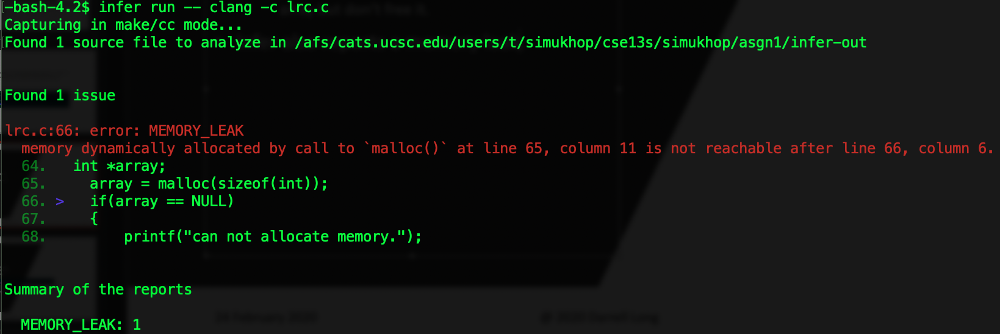 -bash-4.2$ infer run -- clang -c lrc.c
Capturing in make/cc mode...
Found 1 source file to analyze in /afs/cats.ucsc.edu/users/t/simukhop/cse13s/simukhop/asgn1/infer-out
Found 1 issue
lrc.c:66: error: MEMORY_LEAK
memory dynamically allocated by call to `malloc()` at line 65, column 11 is not reachable after line 66, column 6.
64. int *array;
65. array = malloc(sizeof(int));
66. > if(array == NULL)
67. {
68. printf("can not allocate memory.");
Summary of the reports
MEMORY_LEAK: 1